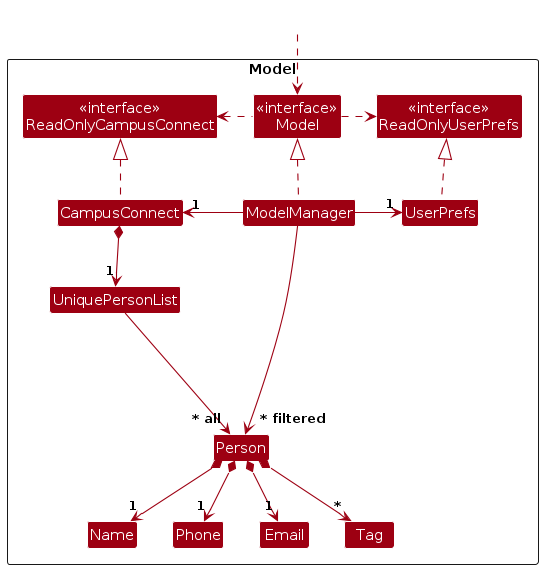 Model
«interface»
ReadOnlyCampusConnect
«interface»
Model
«interface»
ReadOnlyUserPrefs
CampusConnect
1
ModelManager
1
UserPrefs
1
UniquePersonList
* all
* filtered
Person
1
1
1
*
Name
Phone
Email
Tag